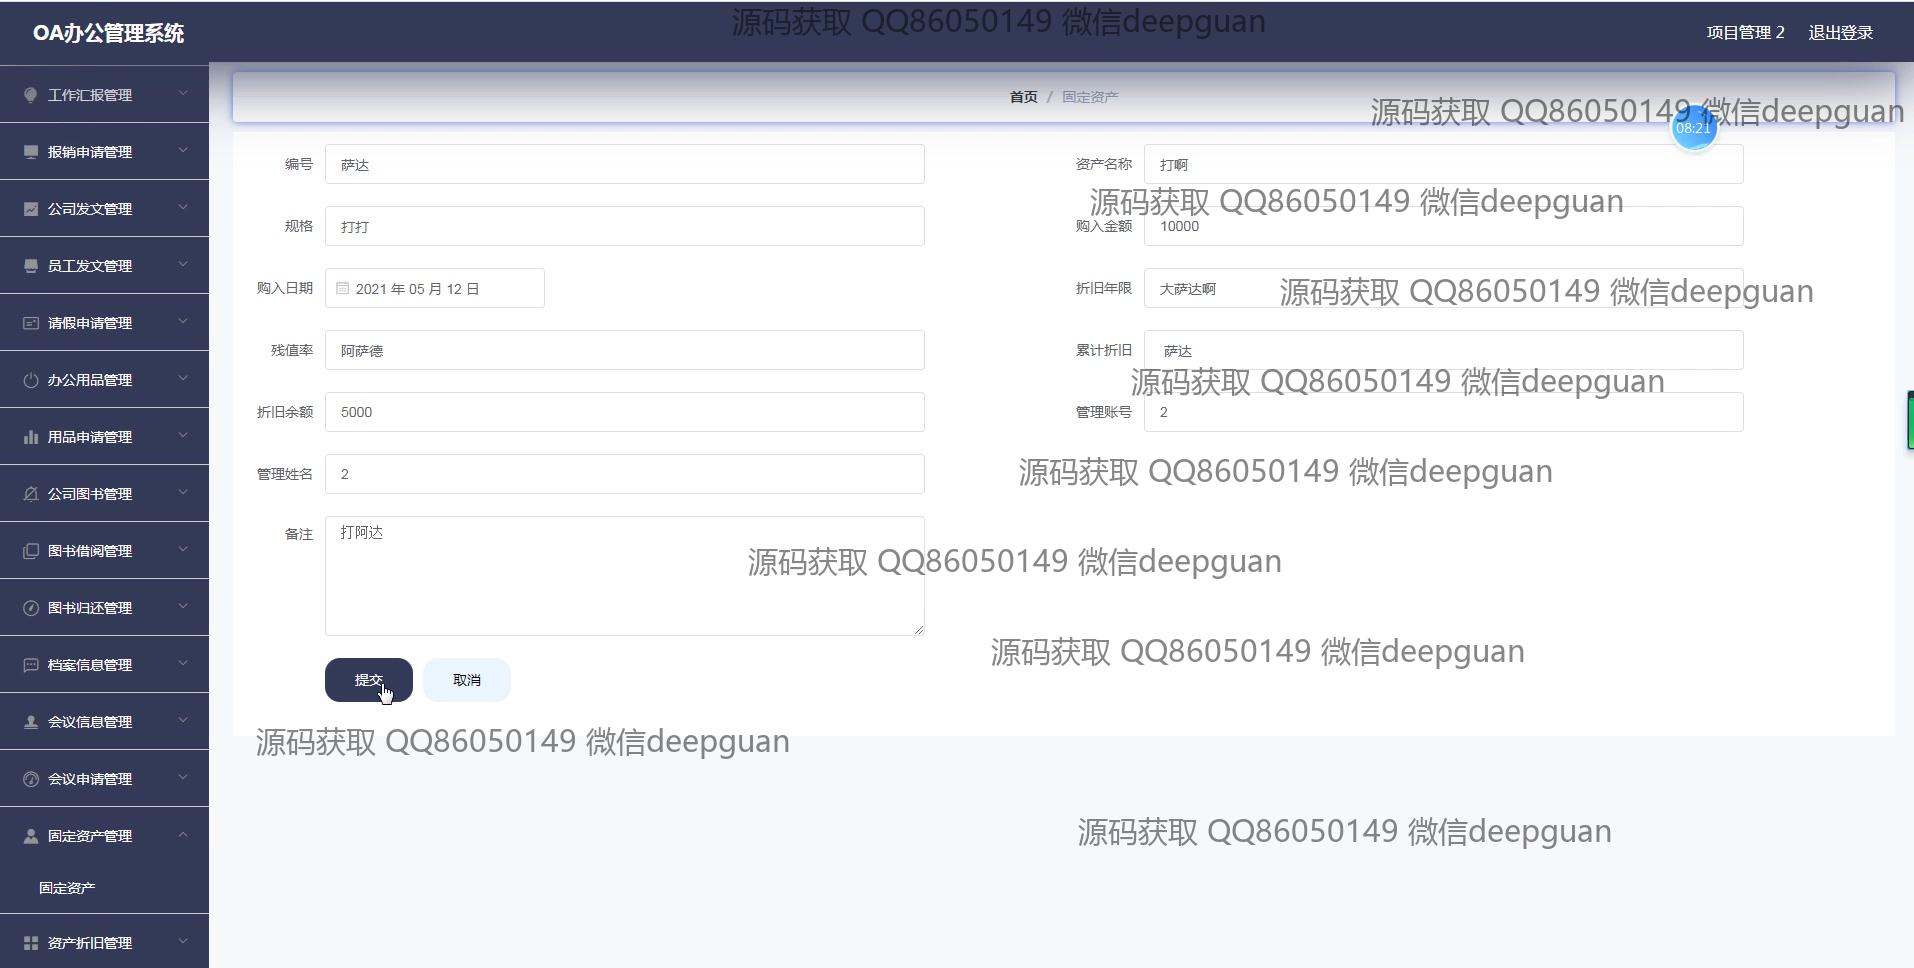 源码获取 QQ86050149 微信deepguan
OA办公管理系统
项目管理 2
退出登录
工作汇报管理
报销申请管理
公司发文管理
员工发文管理
请假申请管理
办公用品管理
用品申请管理
公司图书管理
图书借阅管理
图书归还管理
档案信息管理
会议信息管理
会议申请管理
固定资产管理
固定资产
资产折旧管理
首页 / 固定资产
源码获取 QQ86050149 微信deepguan
08:21
编号 萨达
资产名称 打啊
源码获取 QQ86050149 微信deepguan
规格 打打
购入金额 10000
购入日期 2021 年 05 月 12 日
折旧年限 大萨达啊
源码获取 QQ86050149 微信deepguan
残值率 阿萨德
累计折旧 萨达
源码获取 QQ86050149 微信deepguan
折旧余额 5000
管理账号 2
管理姓名 2
源码获取 QQ86050149 微信deepguan
备注 打阿达
源码获取 QQ86050149 微信deepguan
源码获取 QQ86050149 微信deepguan
提交
取消
源码获取 QQ86050149 微信deepguan
源码获取 QQ86050149 微信deepguan